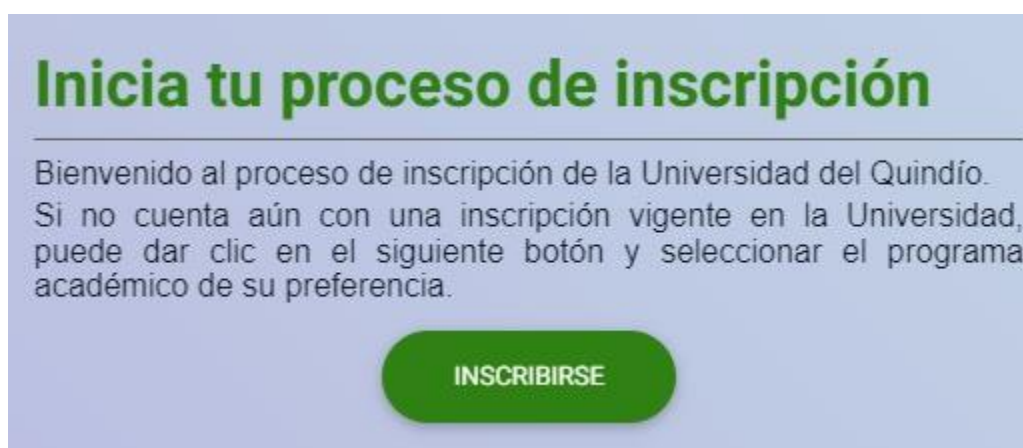 Inicia tu proceso de inscripción
Bienvenido al proceso de inscripción de la Universidad del Quindío.
Si no cuenta aún con una inscripción vigente en la Universidad,
puede dar clic en el siguiente botón y seleccionar el programa
académico de su preferencia.
INSCRIBIRSE